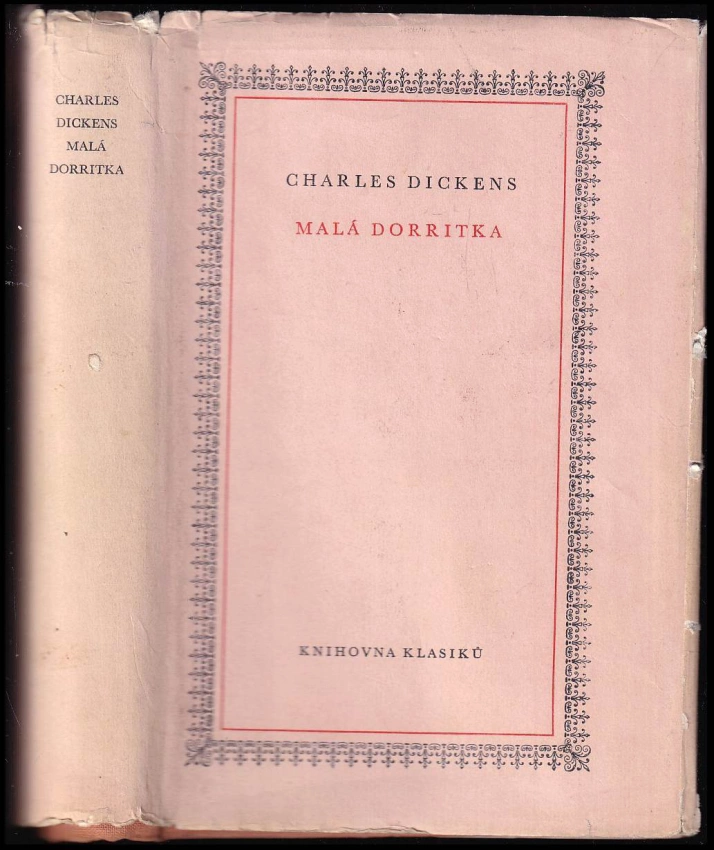 CHARLES
DICKENS
MALÁ
DORRITKA
CHARLES DICKENS
MALÁ DORRITKA
KNIHOVNA KLASIKŮ